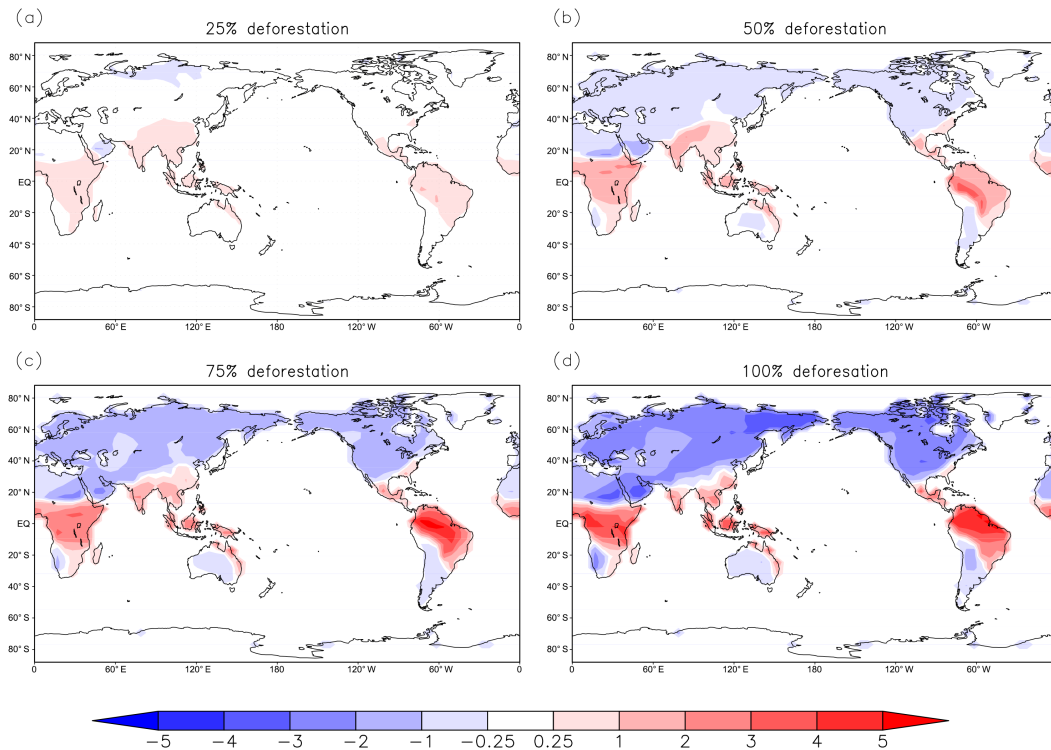 (a)
25% deforestation
80° N
60° N
40° N
20° N
EQ
20° S
40° S
60° S
80° S
0 60° E 120° E 180° 120° W 60° W 0
(b)
50% deforestation
80° N
60° N
40° N
20° N
EQ
20° S
40° S
60° S
80° S
0 60° E 120° E 180° 120° W 60° W
(c)
75% deforestation
80° N
60° N
40° N
20° N
EQ
20° S
40° S
60° S
80° S
0 60° E 120° E 180° 120° W 60° W 0
(d)
100% deforesation
80° N
60° N
40° N
20° N
EQ
20° S
40° S
60° S
80° S
0 60° E 120° E 180° 120° W 60° W
-5 -4 -3 -2 -1 -0.25 0.25 1 2 3 4 5